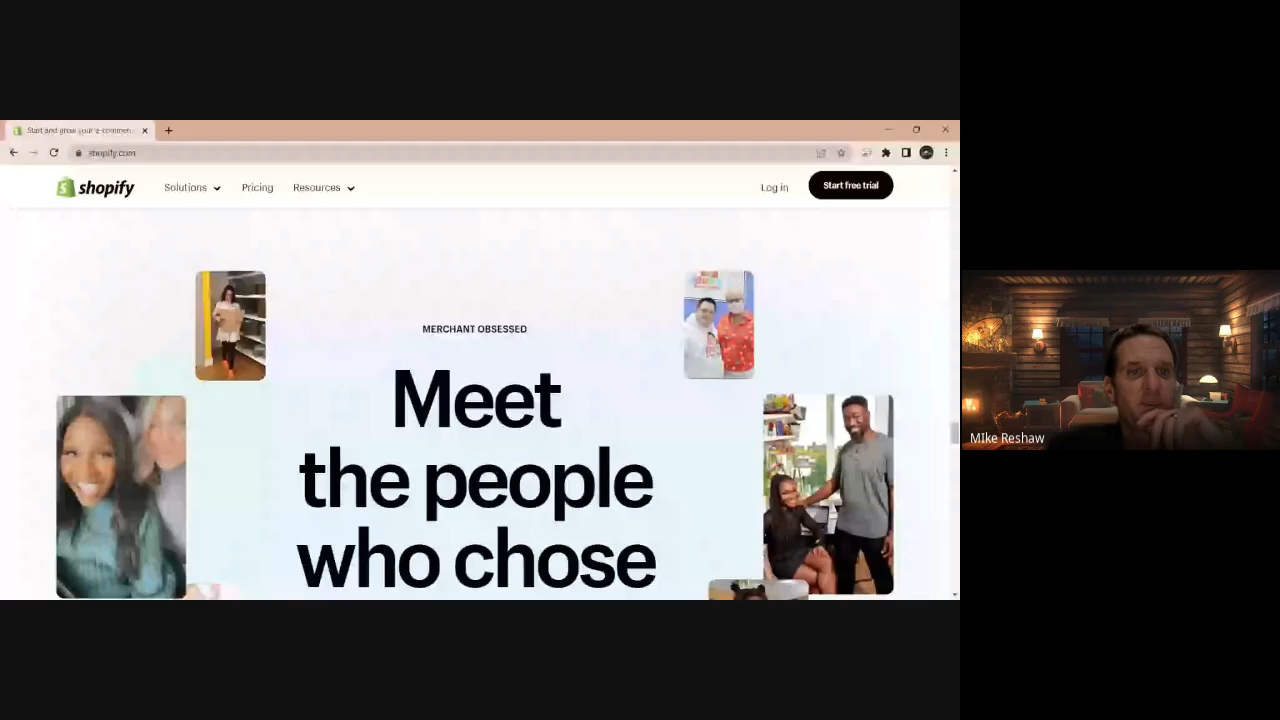 Start and grow your e-commerc
shopify.com
shopify
Solutions
Pricing
Resources
Log in
Start free trial
MERCHANT OBSESSED
Meet
the people
who chose
MIke Reshaw